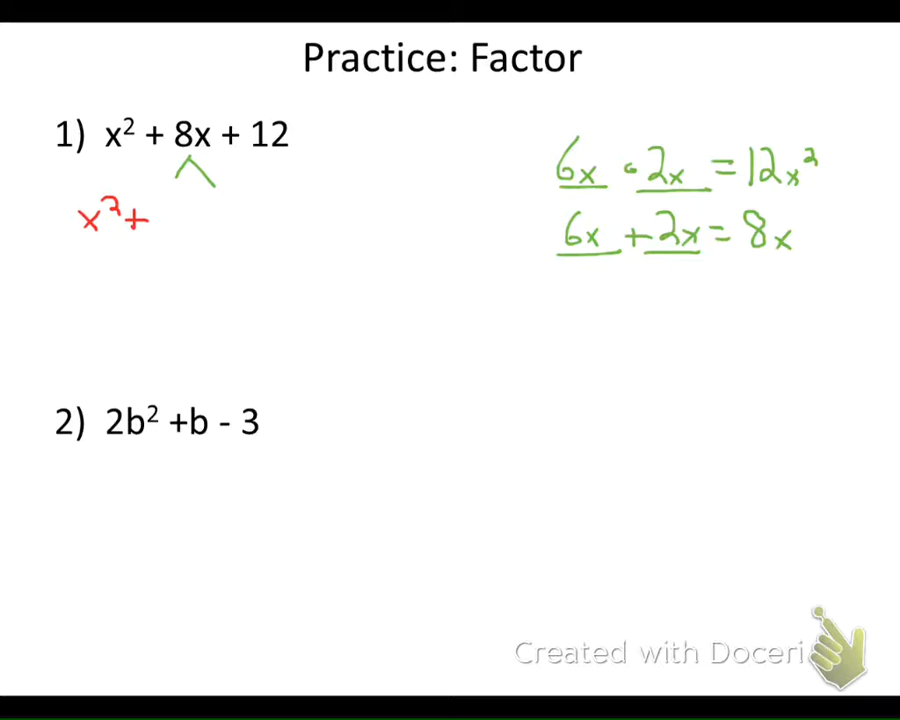 Practice: Factor
1) x² + 8x + 12
6x · 2x = 12x²
x² +
6x + 2x = 8x
2) 2b² +b - 3
Created with Doceri